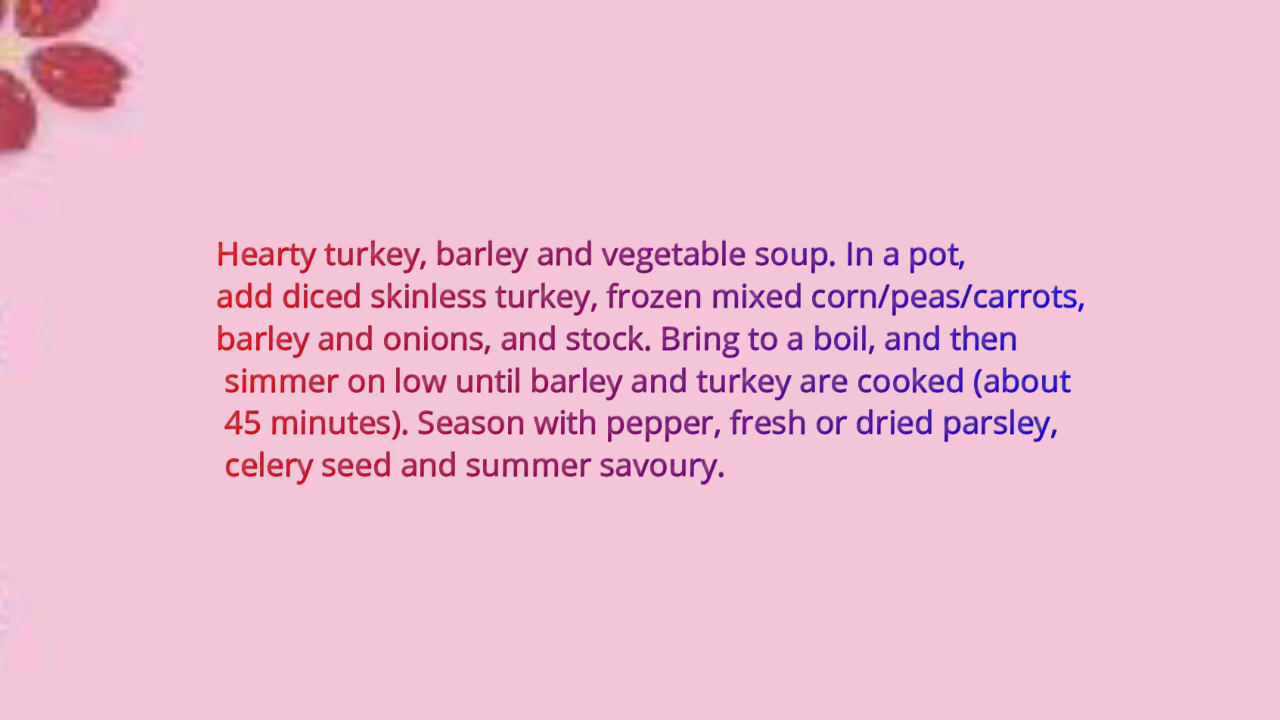 Hearty turkey, barley and vegetable soup. In a pot,
add diced skinless turkey, frozen mixed corn/peas/carrots,
barley and onions, and stock. Bring to a boil, and then
simmer on low until barley and turkey are cooked (about
45 minutes). Season with pepper, fresh or dried parsley,
celery seed and summer savoury.